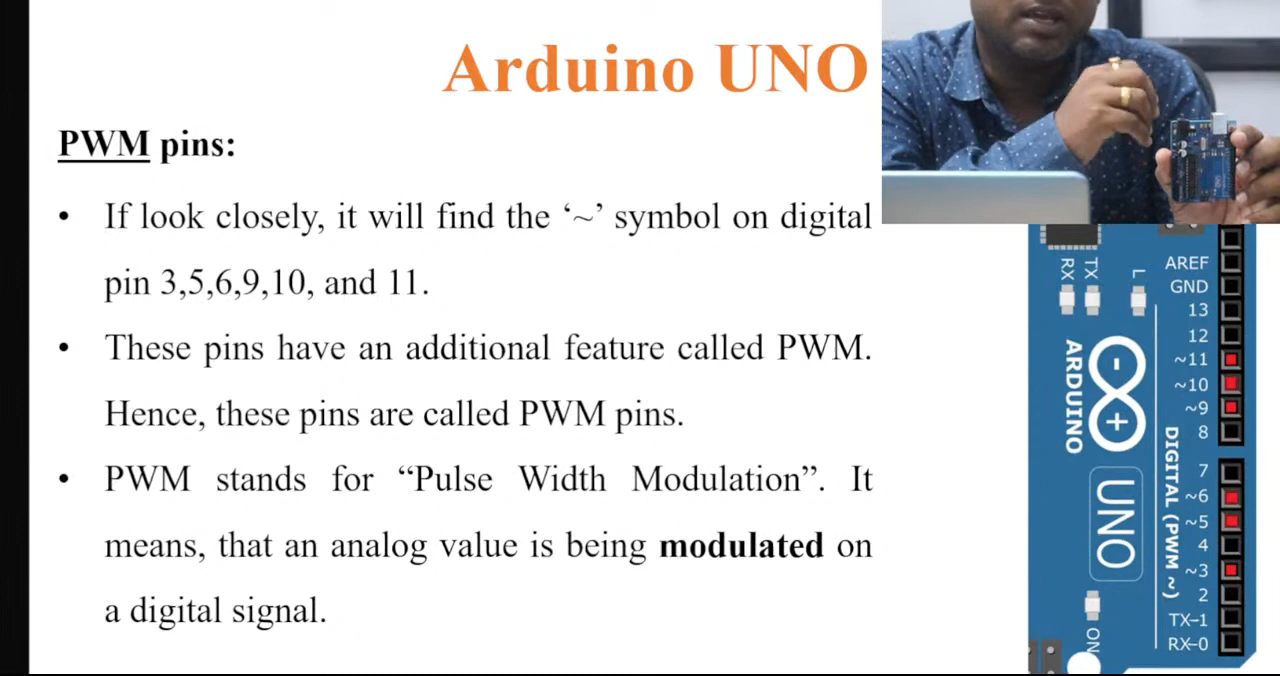 Arduino UNO
PWM pins:
• If look closely, it will find the ‘~’ symbol on digital
pin 3,5,6,9,10, and 11.
• These pins have an additional feature called PWM.
Hence, these pins are called PWM pins.
• PWM stands for “Pulse Width Modulation”. It
means, that an analog value is being modulated on
a digital signal.
RX
TX
L
ARDUINO
UNO
ON
DIGITAL (PWM ~)
AREF
GND
13
12
~11
~10
~9
8
7
~6
~5
4
~3
2
TX-1
RX-0